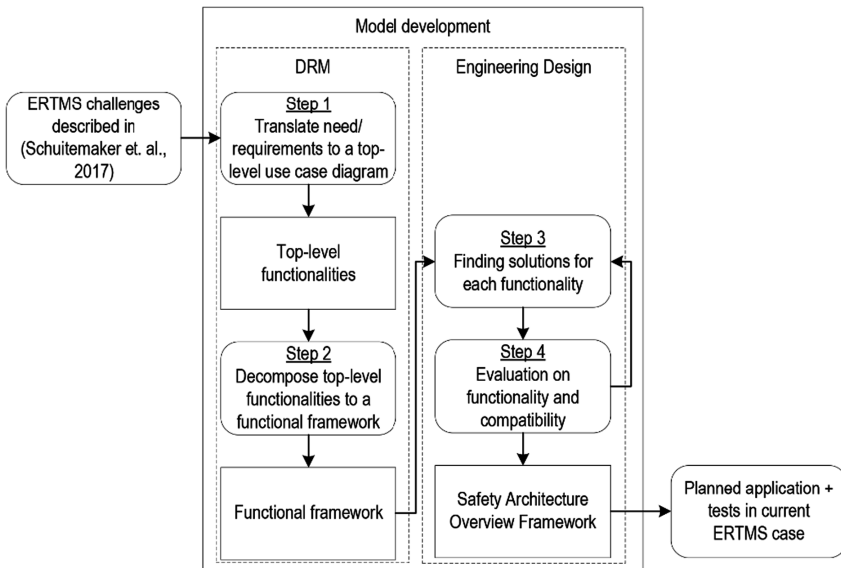 Model development
DRM
Engineering Design
ERTMS challenges
described in
(Schuitemaker et. al.,
2017)
Step 1
Translate need/
requirements to a top-
level use case diagram
Top-level
functionalities
Step 2
Decompose top-level
functionalities to a
functional framework
Functional framework
Step 3
Finding solutions for
each functionality
Step 4
Evaluation on
functionality and
compatibility
Safety Architecture
Overview Framework
Planned application +
tests in current
ERTMS case